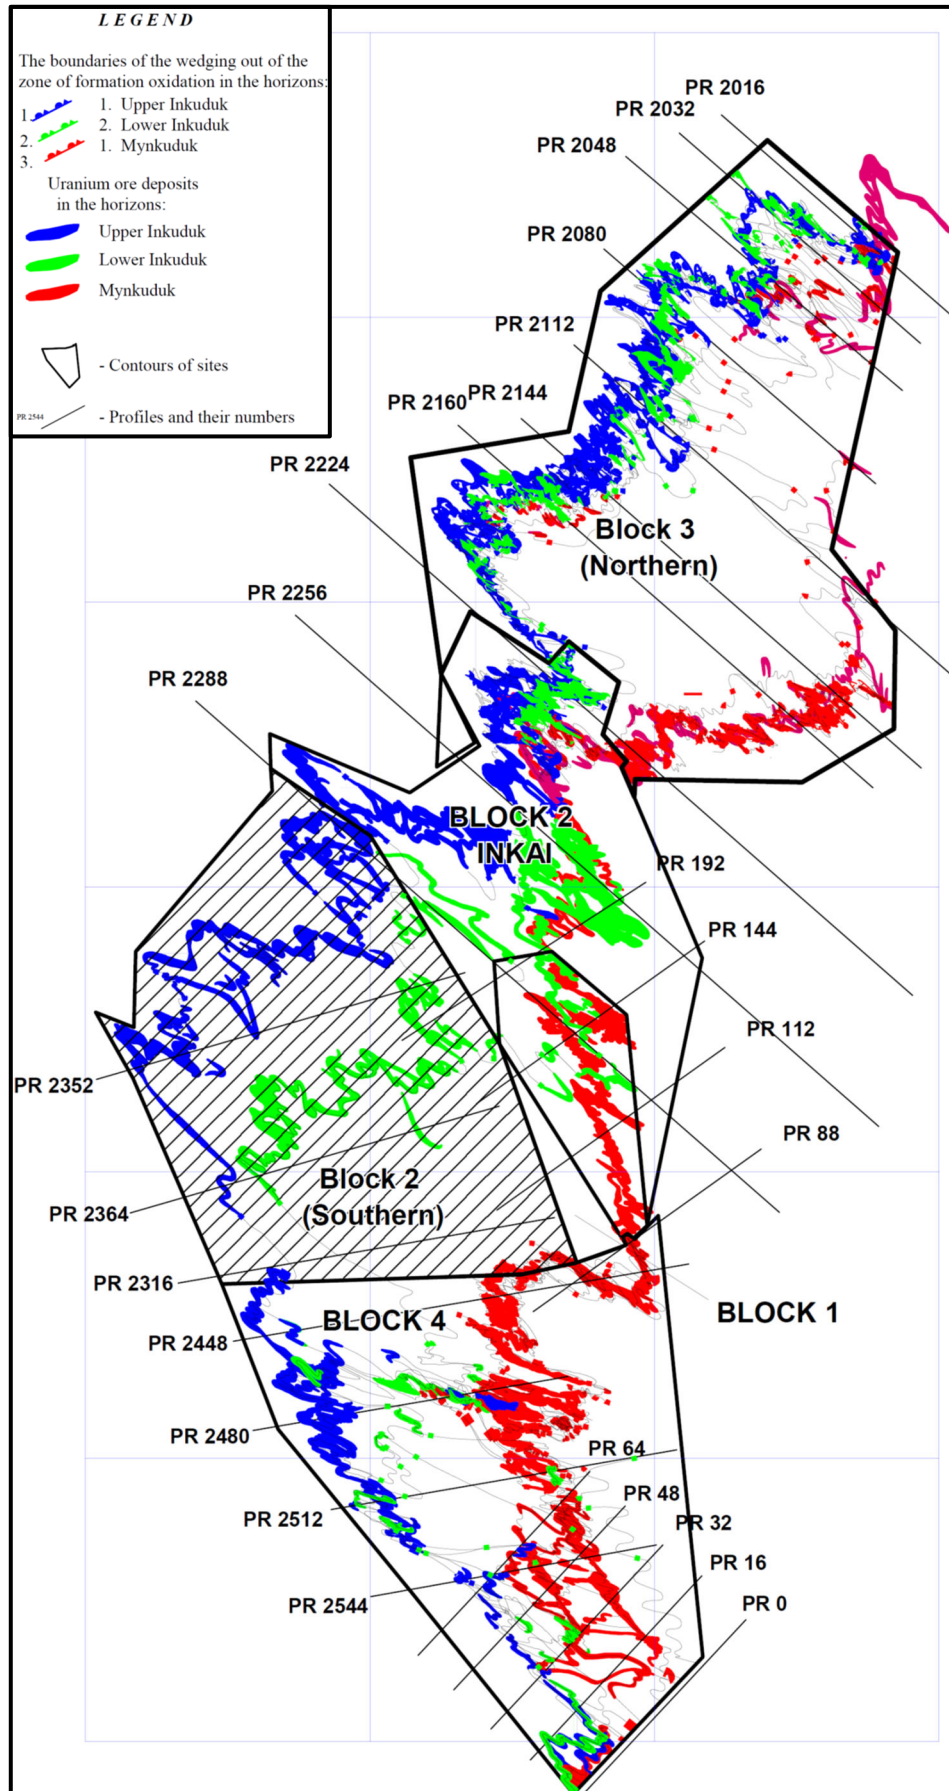 LEGEND
The boundaries of the wedging out of the
zone of formation oxidation in the horizons:
1. 1. Upper Inkuduk
2. 2. Lower Inkuduk
3. 1. Mynkuduk
Uranium ore deposits
in the horizons:
Upper Inkuduk
Lower Inkuduk
Mynkuduk
- Contours of sites
PR 2544 - Profiles and their numbers
PR 2016
PR 2032
PR 2048
PR 2080
PR 2112
PR 2144
PR 2160
PR 2224
Block 3
(Northern)
PR 2256
PR 2288
BLOCK 2
INKAI
PR 192
PR 144
PR 112
PR 2352
PR 88
Block 2
(Southern)
PR 2364
PR 2316
BLOCK 1
BLOCK 4
PR 2448
PR 2480
PR 64
PR 48
PR 2512
PR 32
PR 16
PR 2544
PR 0